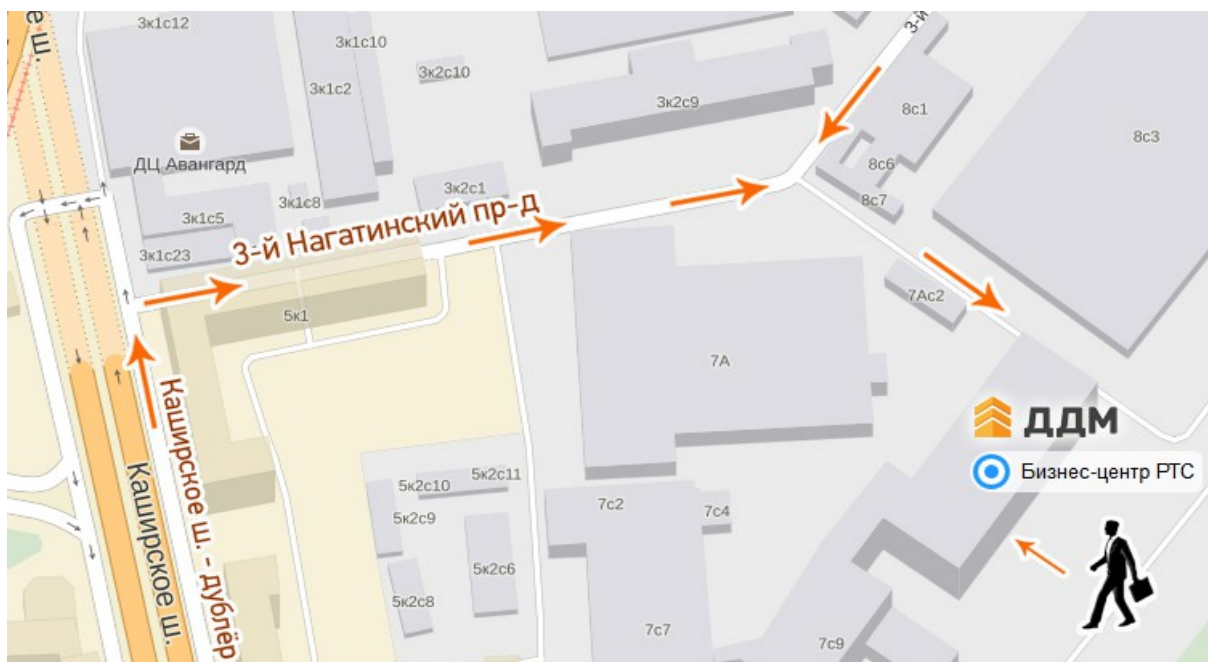 е ш.
3к1с12
3к1с10
3к1с2
3к2с10
3к2с9
3-й
8с1
8с3
8с6
8с7
ДЦ Авангард
3к1с5
3к1с8
3к2с1
3к1с23
3-й Нагатинский пр-д
5к1
7Ас2
7А
Каширское ш. - дублёр
Каширское ш.
ДДМ
Бизнес-центр РТС
5к2с11
5к2с10
5к2с9
5к2с6
5к2с8
7с2
7с4
7с7
7с9